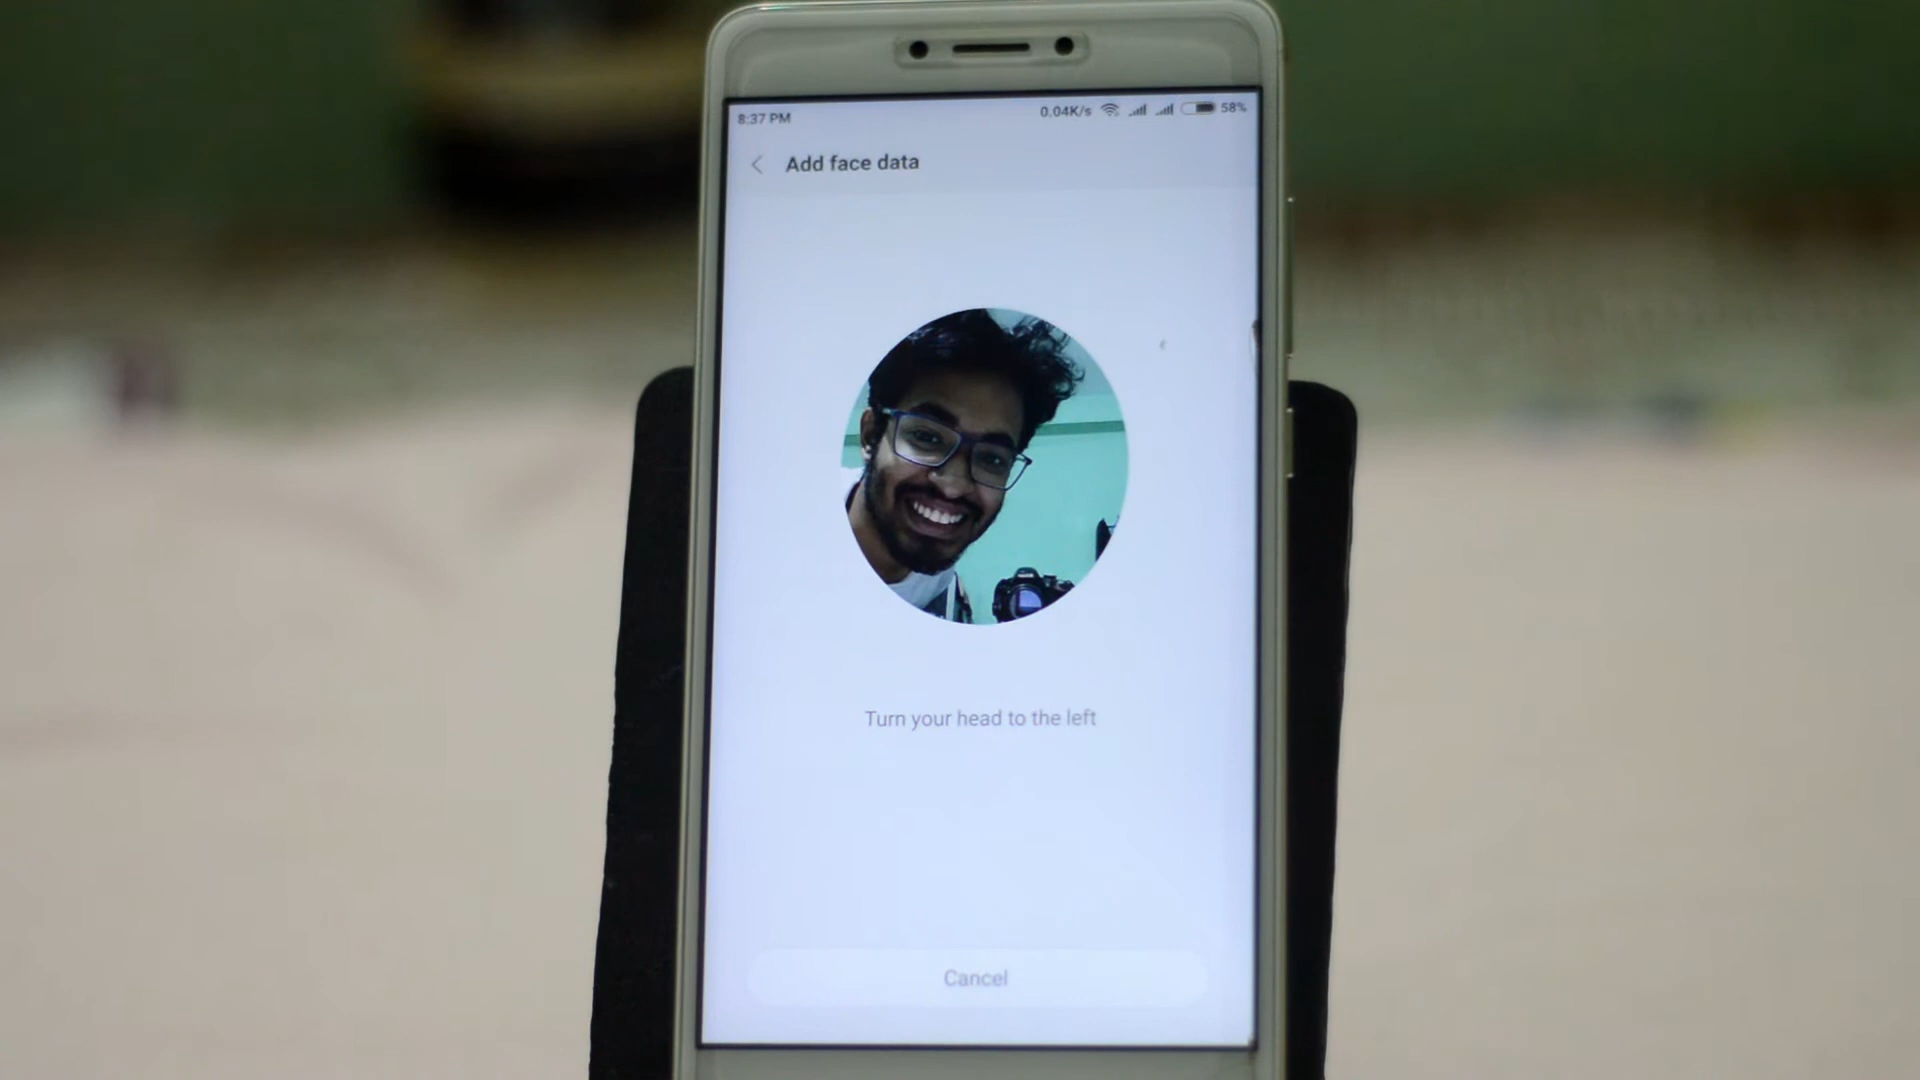 8:37 PM 0.04K/s 58%
Add face data
Turn your head to the left
Cancel